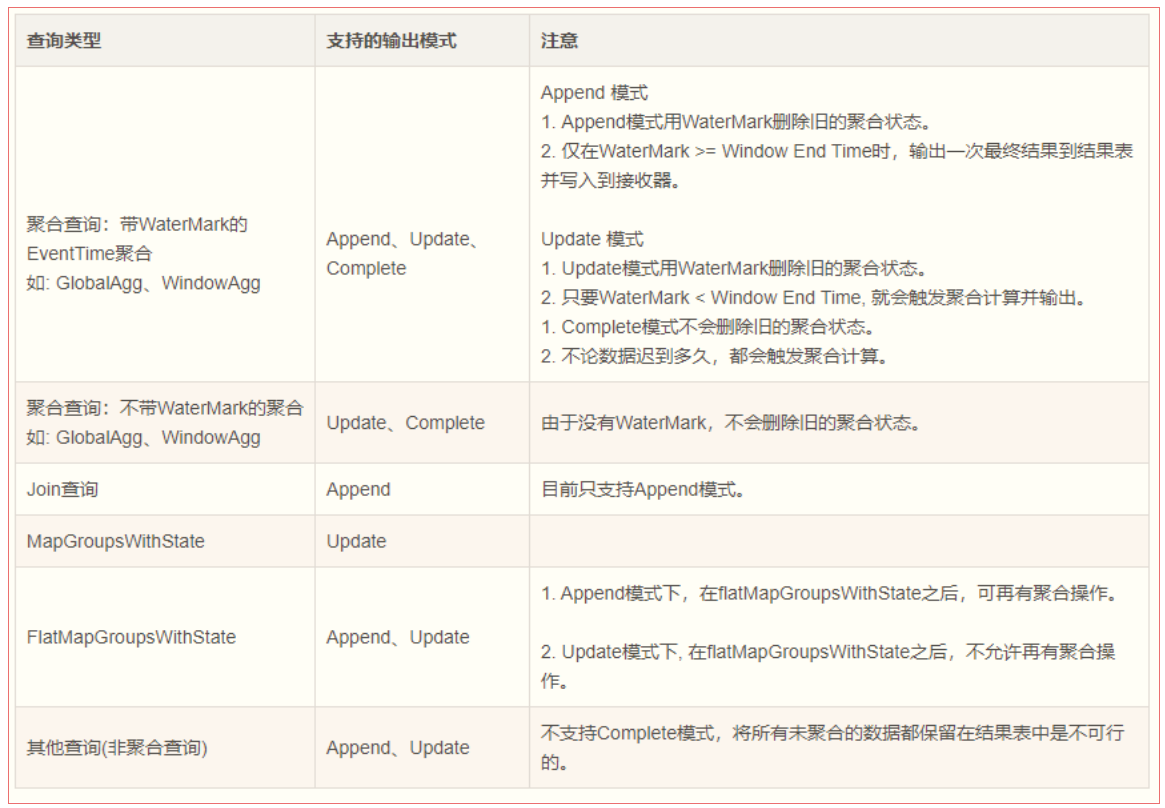 查询类型
支持的输出模式
注意
聚合查询：带WaterMark的
EventTime聚合
如: GlobalAgg、WindowAgg
Append、Update、
Complete
Append 模式
1. Append模式用WaterMark删除旧的聚合状态。
2. 仅在WaterMark >= Window End Time时，输出一次最终结果到结果表
并写入到接收器。
Update 模式
1. Update模式用WaterMark删除旧的聚合状态。
2. 只要WaterMark < Window End Time, 就会触发聚合计算并输出。
1. Complete模式不会删除旧的聚合状态。
2. 不论数据迟到多久，都会触发聚合计算。
聚合查询：不带WaterMark的聚合
如: GlobalAgg、WindowAgg
Update、Complete
由于没有WaterMark，不会删除旧的聚合状态。
Join查询
Append
目前只支持Append模式。
MapGroupsWithState
Update
FlatMapGroupsWithState
Append、Update
1. Append模式下，在flatMapGroupsWithState之后，可再有聚合操作。
2. Update模式下, 在flatMapGroupsWithState之后，不允许再有聚合操
作。
其他查询(非聚合查询)
Append、Update
不支持Complete模式，将所有未聚合的数据都保留在结果表中是不可行
的。